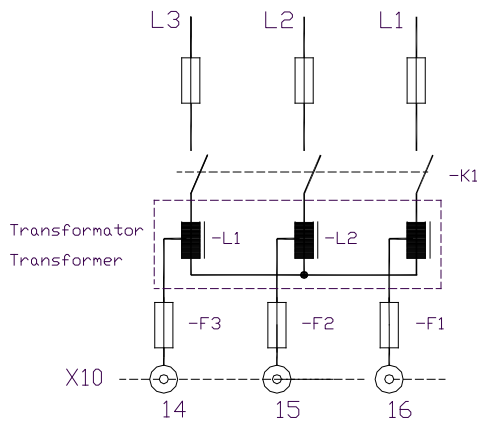 L3 L2 L1
-K1
Transformator -L1 -L2
Transformer
-F3 -F2 -F1
X10
14 15 16